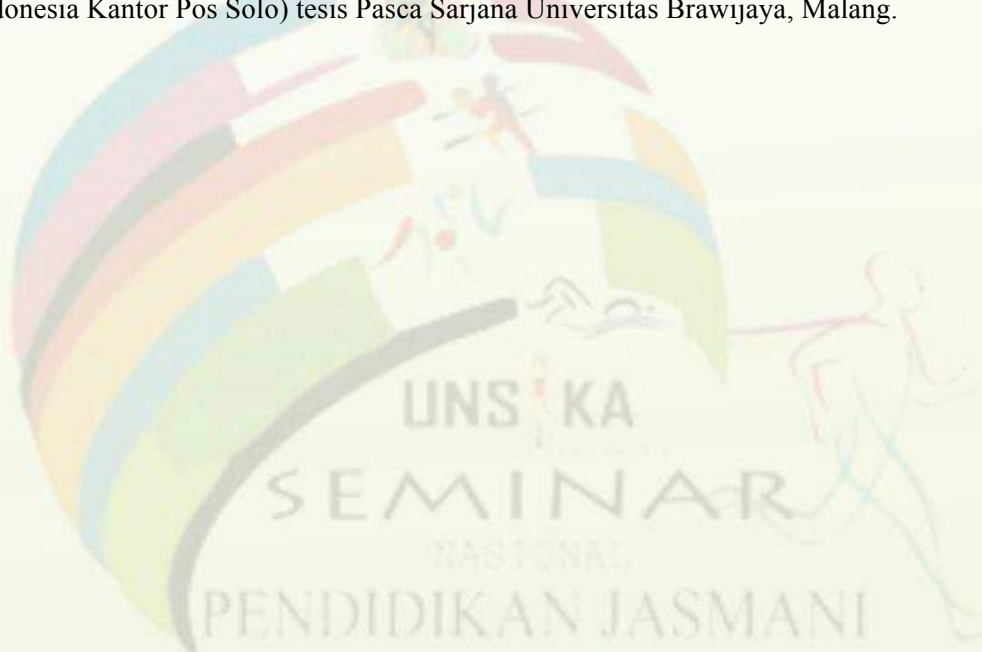 donesia Kantor Pos Solo) tesis Pasca Sarjana Universitas Brawijaya, Malang.
UNS KA
SEMINAR
NASIONAL
PENDIDIKAN JASMANI